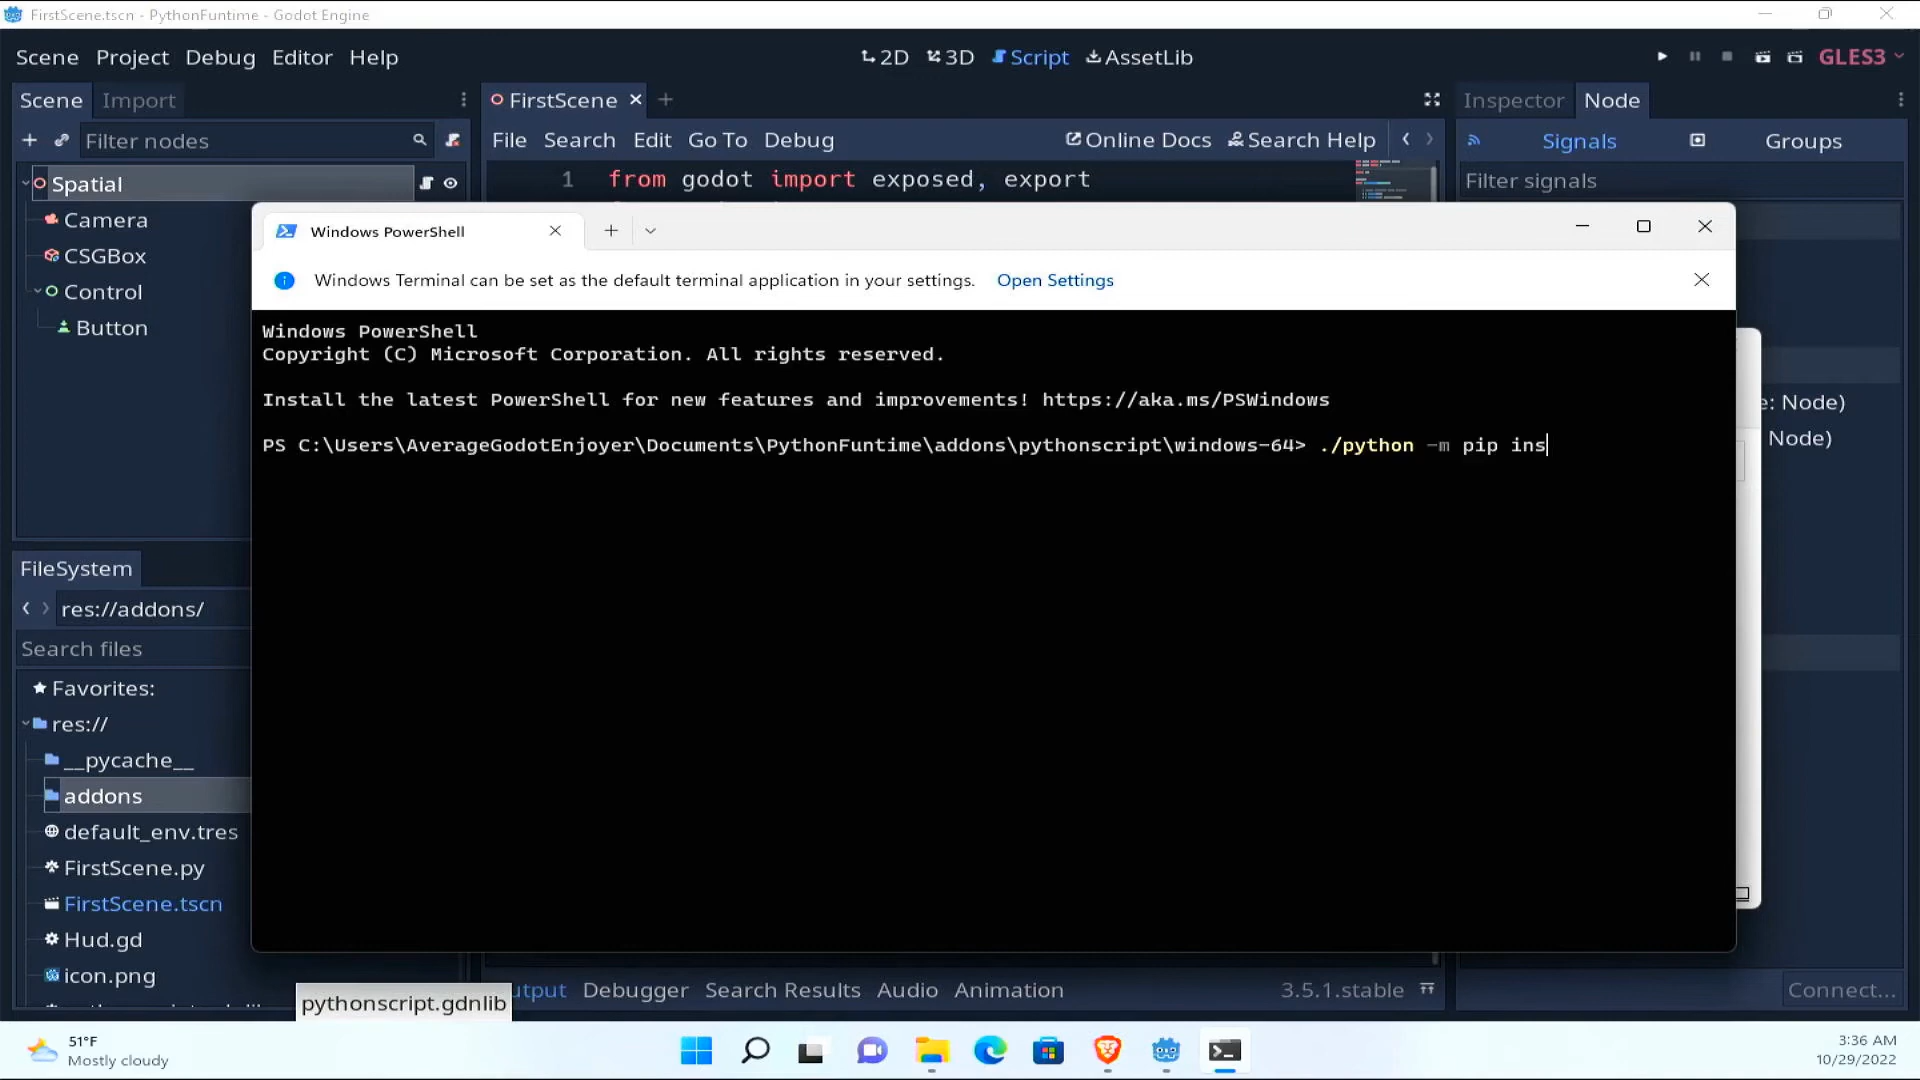 FirstScene.tscn - PythonFuntime - Godot Engine
Scene Project Debug Editor Help
2D 3D Script AssetLib
GLES3
Scene Import
FirstScene
Inspector Node
Filter nodes
File Search Edit Go To Debug
Online Docs Search Help
Signals Groups
Spatial
1 from godot import exposed, export
Filter signals
Camera
CSGBox
Control
Button
Windows PowerShell
Windows Terminal can be set as the default terminal application in your settings. Open Settings
Windows PowerShell
Copyright (C) Microsoft Corporation. All rights reserved.
Install the latest PowerShell for new features and improvements! https://aka.ms/PSWindows
PS C:\Users\AverageGodotEnjoyer\Documents\PythonFuntime\addons\pythonscript\windows-64> ./python -m pip ins
e: Node)
Node)
FileSystem
res://addons/
Search files
Favorites:
res://
__pycache__
addons
default_env.tres
FirstScene.py
FirstScene.tscn
Hud.gd
icon.png
pythonscript.gdnlib
utput Debugger Search Results Audio Animation
3.5.1.stable
Connect...
51°F
Mostly cloudy
3:36 AM
10/29/2022